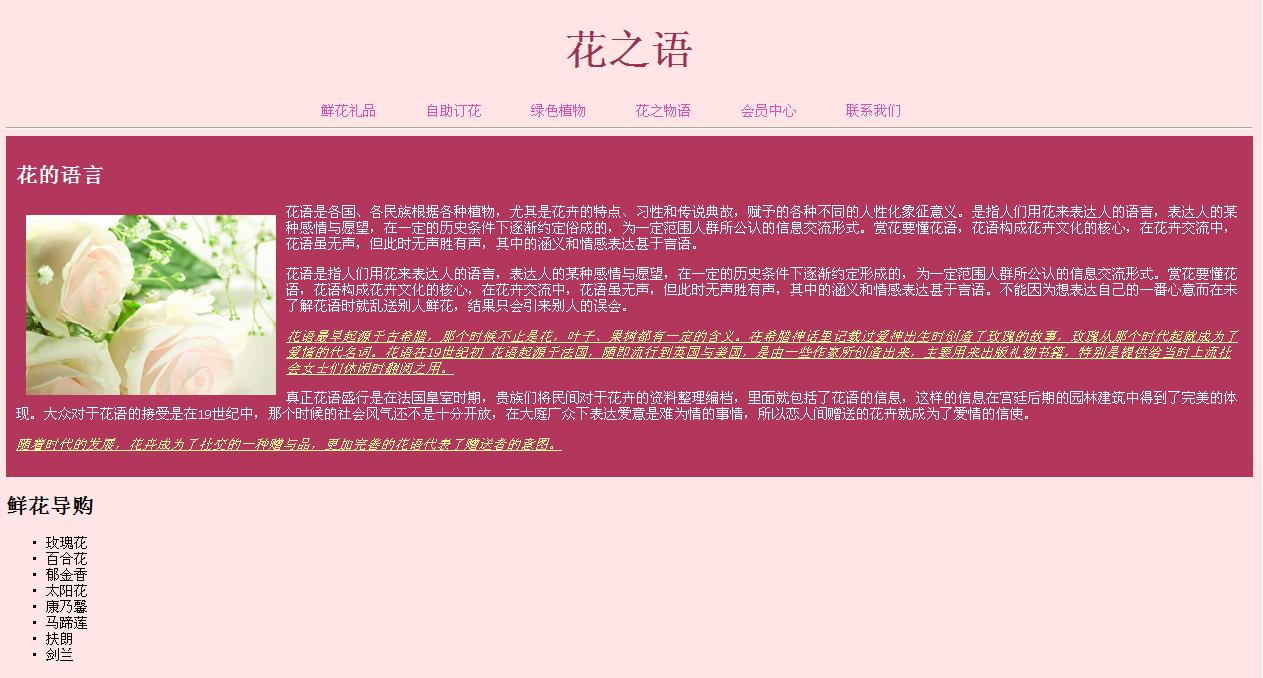 花之语
鲜花礼品 自助订花 绿色植物 花之物语 会员中心 联系我们
花的语言
花语是各国、各民族根据各种植物，尤其是花卉的特点、习性和传说典故，赋予的各种不同的人性化象征意义。是指人们用花来表达人的语言，表达人的某
种感情与愿望，在一定的历史条件下逐渐约定俗成的，为一定范围人群所公认的信息交流形式。赏花要懂花语，花语构成花卉文化的核心，在花卉交流中，
花语虽无声，但此时无声胜有声，其中的涵义和情感表达甚于言语。
花语是指人们用花来表达人的语言，表达人的某种感情与愿望，在一定的历史条件下逐渐约定形成的，为一定范围人群所公认的信息交流形式。赏花要懂花
语，花语构成花卉文化的核心，在花卉交流中，花语虽无声，但此时无声胜有声，其中的涵义和情感表达甚于言语。不能因为想表达自己的一番心意而在未
了解花语时就乱送别人鲜花，结果只会引来别人的误会。
花语最早起源于古希腊，那个时候不止是花，叶子、果树都有一定的含义。在希腊神话里记载过爱神出生时创造了玫瑰的故事，玫瑰从那个时代起就成为了
爱情的代名词。花语在19世纪初 花语起源于法国，随即流行到英国与美国，是由一些作家所创造出来，主要用来出版礼物书籍，特别是提供给当时上流社
会女士们休闲时翻阅之用。
真正花语盛行是在法国皇室时期，贵族们将民间对于花卉的资料整理编档，里面就包括了花语的信息，这样的信息在宫廷后期的园林建筑中得到了完美的体
现。大众对于花语的接受是在19世纪中，那个时候的社会风气还不是十分开放，在大庭广众下表达爱意是难为情的事情，所以恋人间赠送的花卉就成为了爱情的信使。
随着时代的发展，花卉成为了社交的一种赠与品，更加完善的花语代表了赠送者的意图。
鲜花导购
• 玫瑰花
• 百合花
• 郁金香
• 太阳花
• 康乃馨
• 马蹄莲
• 扶朗
• 剑兰